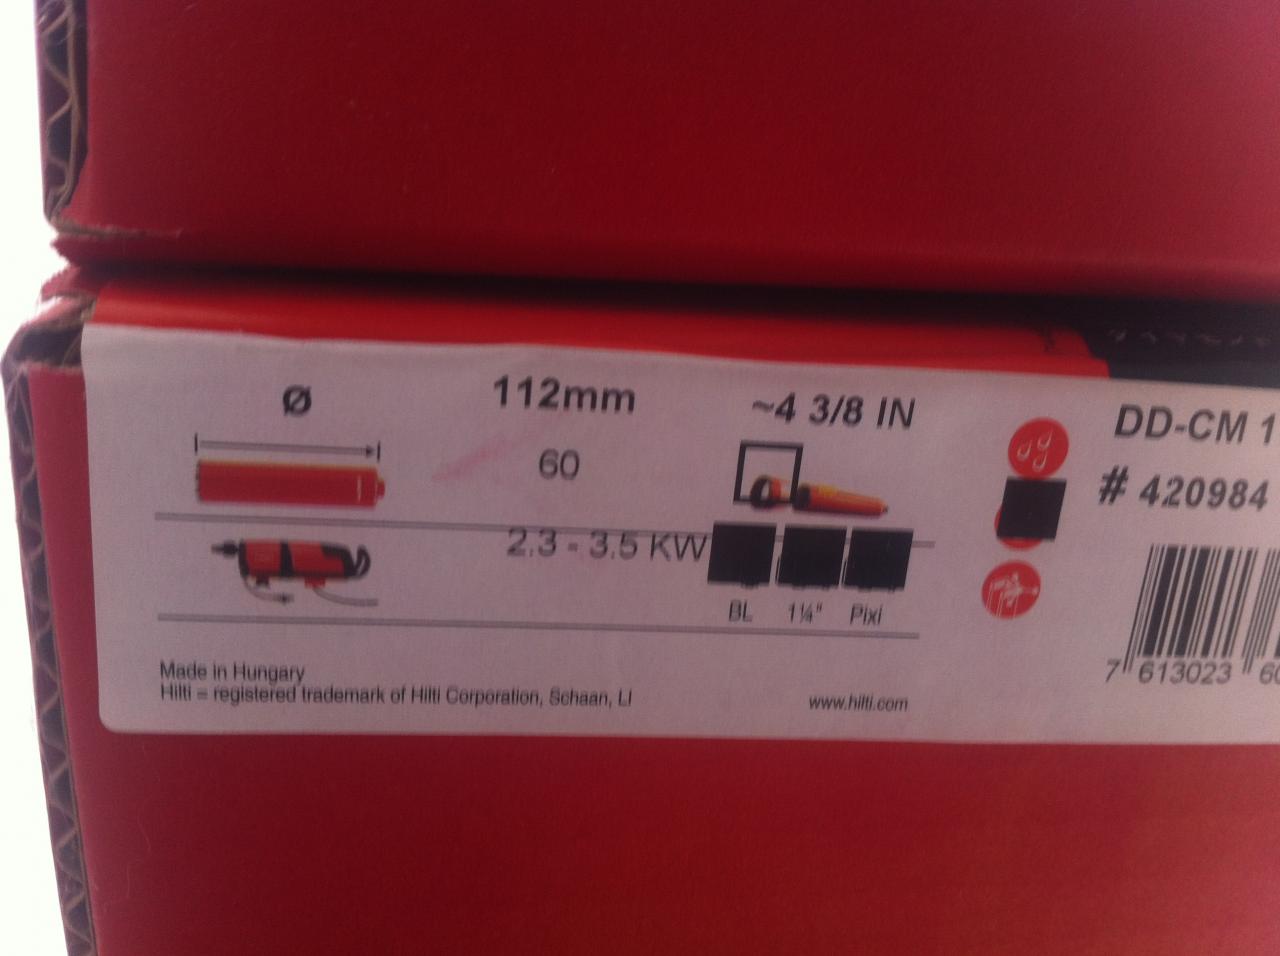 Ø 112mm ~4 3/8 IN
60
2.3 - 3.5 KW
BL 1¼" Pixi
Made in Hungary
Hilti = registered trademark of Hilti Corporation, Schaan, LI
www.hilti.com
DD-CM 1
# 420984
7 613023 60